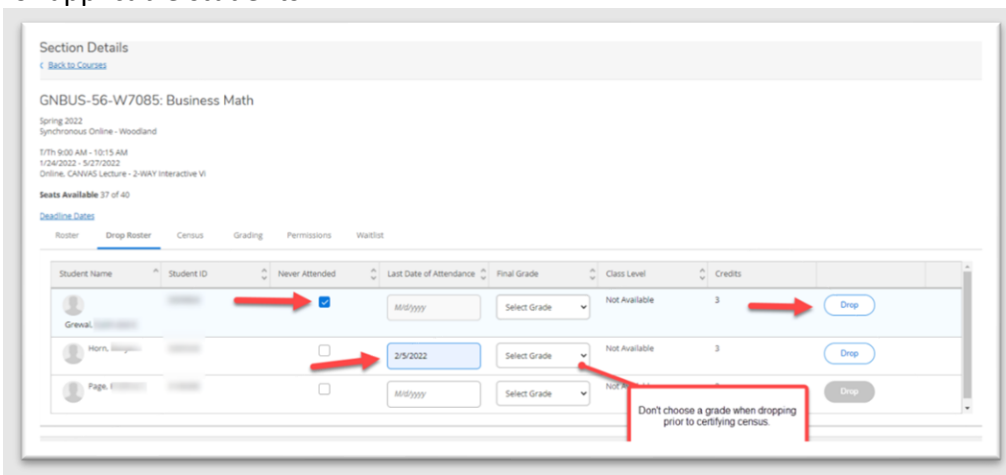 Section Details
< Back to Courses
GNBUS-56-W7085: Business Math
Spring 2022
Synchronous Online - Woodland
T/Th 9:00 AM - 10:15 AM
1/24/2022 - 5/27/2022
Online, CANVAS Lecture - 2-WAY Interactive Vi
Seats Available 37 of 40
Deadline Dates
Roster Drop Roster Census Grading Permissions Waitlist
Student Name Student ID Never Attended Last Date of Attendance Final Grade Class Level Credits
M/d/yyyy Select Grade Not Available 3 Drop
Grewal,
Horn, 2/5/2022 Select Grade Not Available 3 Drop
Page, M/d/yyyy Select Grade Drop
Don't choose a grade when dropping
prior to certifying census.